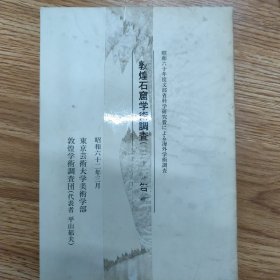 昭和六十年度文部省科学研究費による海外学術調査
敦煌石窟学術調査
昭和六十二年三月
東京芸術大学美術学部
敦煌学術調査団（代表者 平山郁夫）